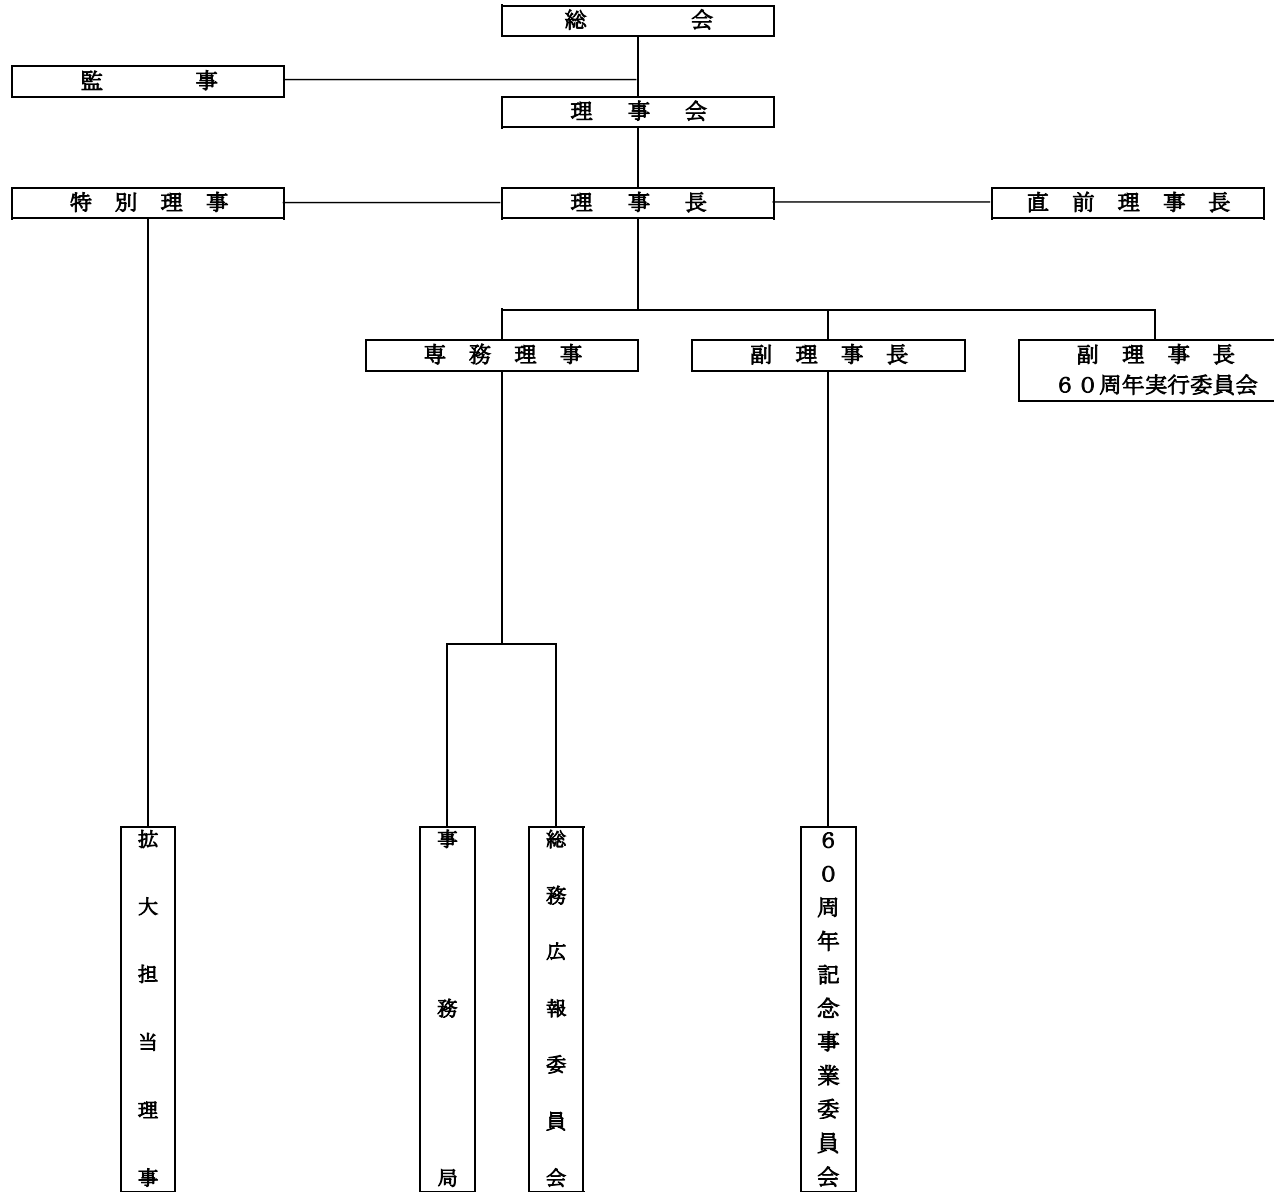 総会
監事
理事会
特別理事
理事長
直前理事長
専務理事
副理事長
副理事長
６０周年実行委員会
拡大担当理事
事務局
総務広報委員会
６０周年記念事業委員会